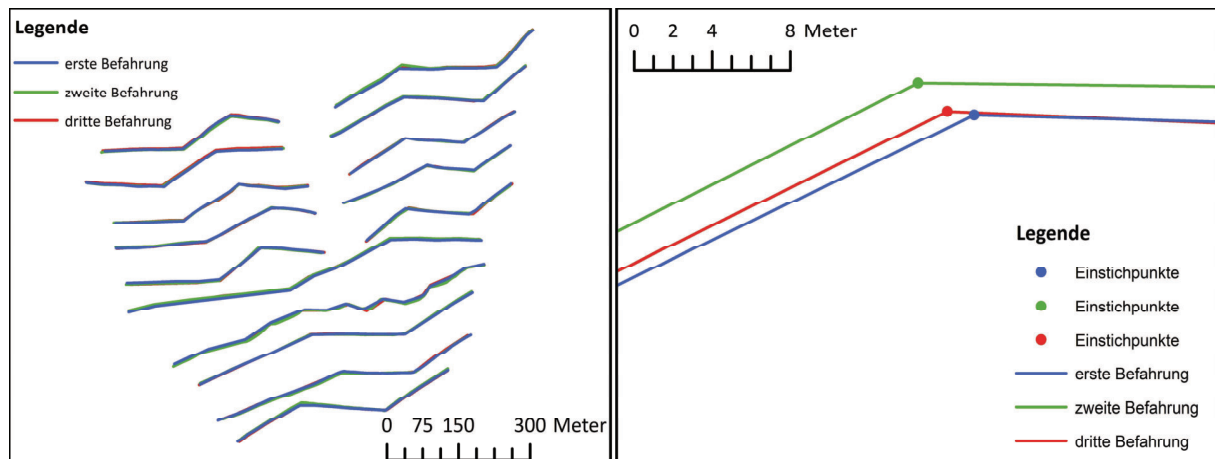 Legende
erste Befahrung
zweite Befahrung
dritte Befahrung
0 75 150 300 Meter
0 2 4 8 Meter
Legende
Einstichpunkte
Einstichpunkte
Einstichpunkte
erste Befahrung
zweite Befahrung
dritte Befahrung